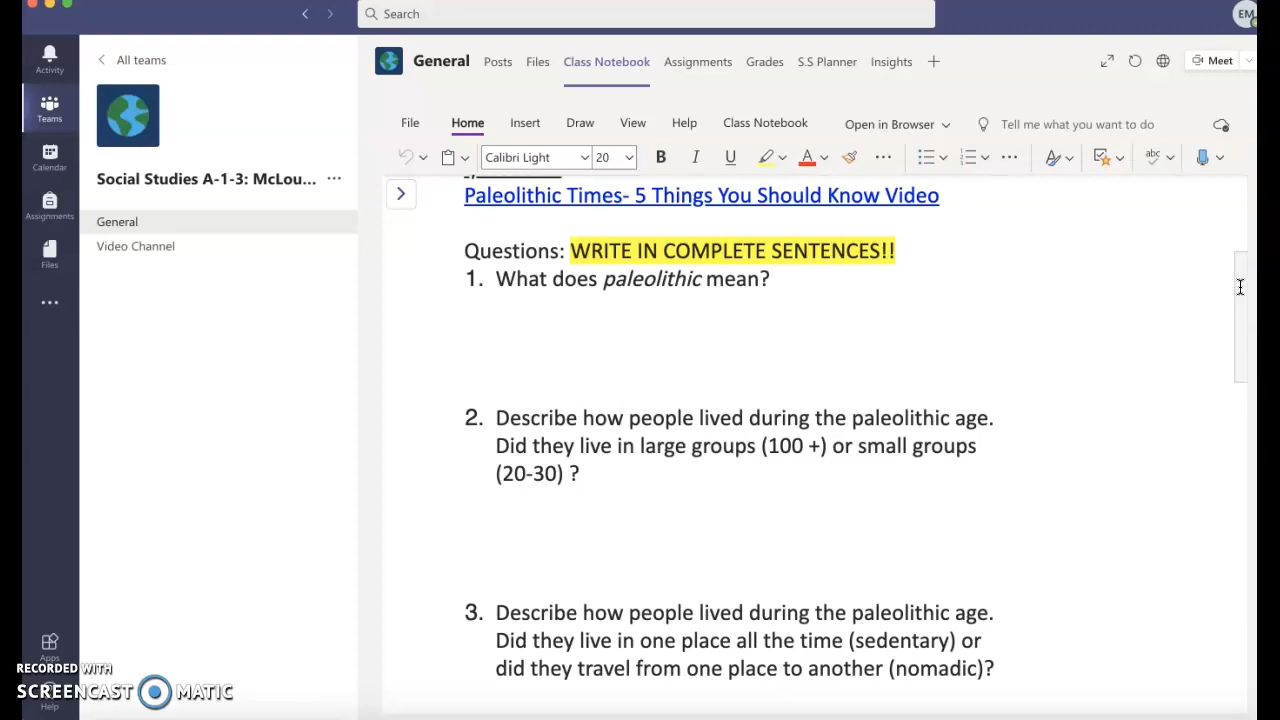 Search
EM
Activity
Teams
Calendar
Assignments
Files
Apps
Help
All teams
Social Studies A-1-3: McLou...
General
Video Channel
General Posts Files Class Notebook Assignments Grades S.S Planner Insights
Meet
File Home Insert Draw View Help Class Notebook Open in Browser Tell me what you want to do
Calibri Light 20 B I U A abc
Paleolithic Times- 5 Things You Should Know Video
Questions: WRITE IN COMPLETE SENTENCES!!
1. What does paleolithic mean?
2. Describe how people lived during the paleolithic age.
Did they live in large groups (100 +) or small groups
(20-30) ?
3. Describe how people lived during the paleolithic age.
Did they live in one place all the time (sedentary) or
did they travel from one place to another (nomadic)?
RECORDED WITH
SCREENCAST MATIC